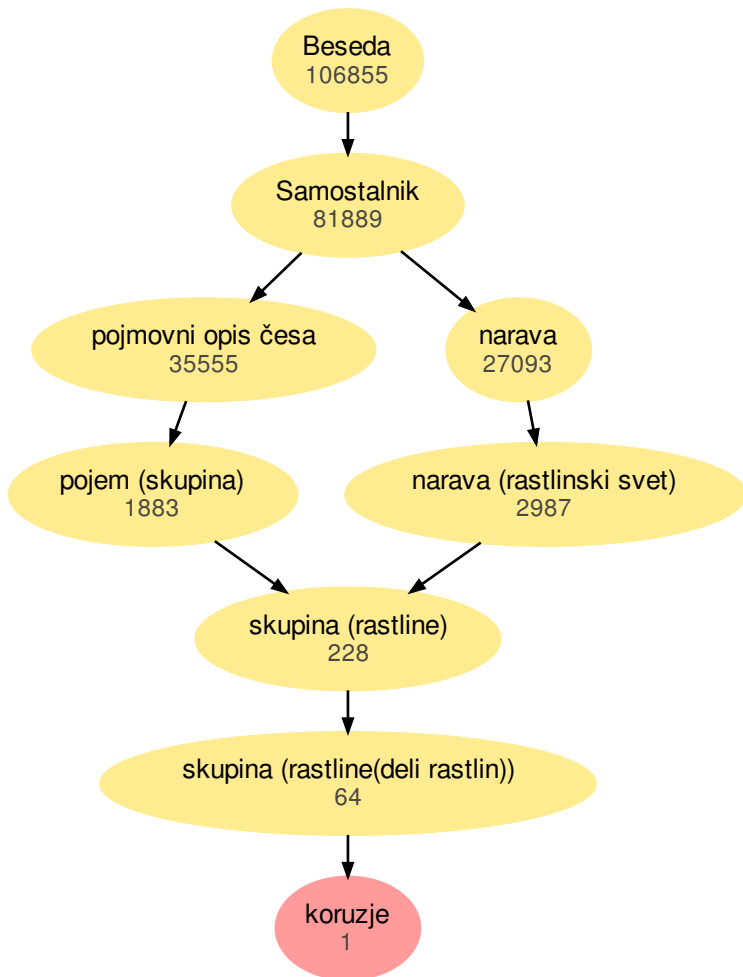 Beseda
106855
Samostalnik
81889
pojmovni opis česa
35555
narava
27093
pojem (skupina)
1883
narava (rastlinski svet)
2987
skupina (rastline)
228
skupina (rastline(deli rastlin))
64
koruzje
1